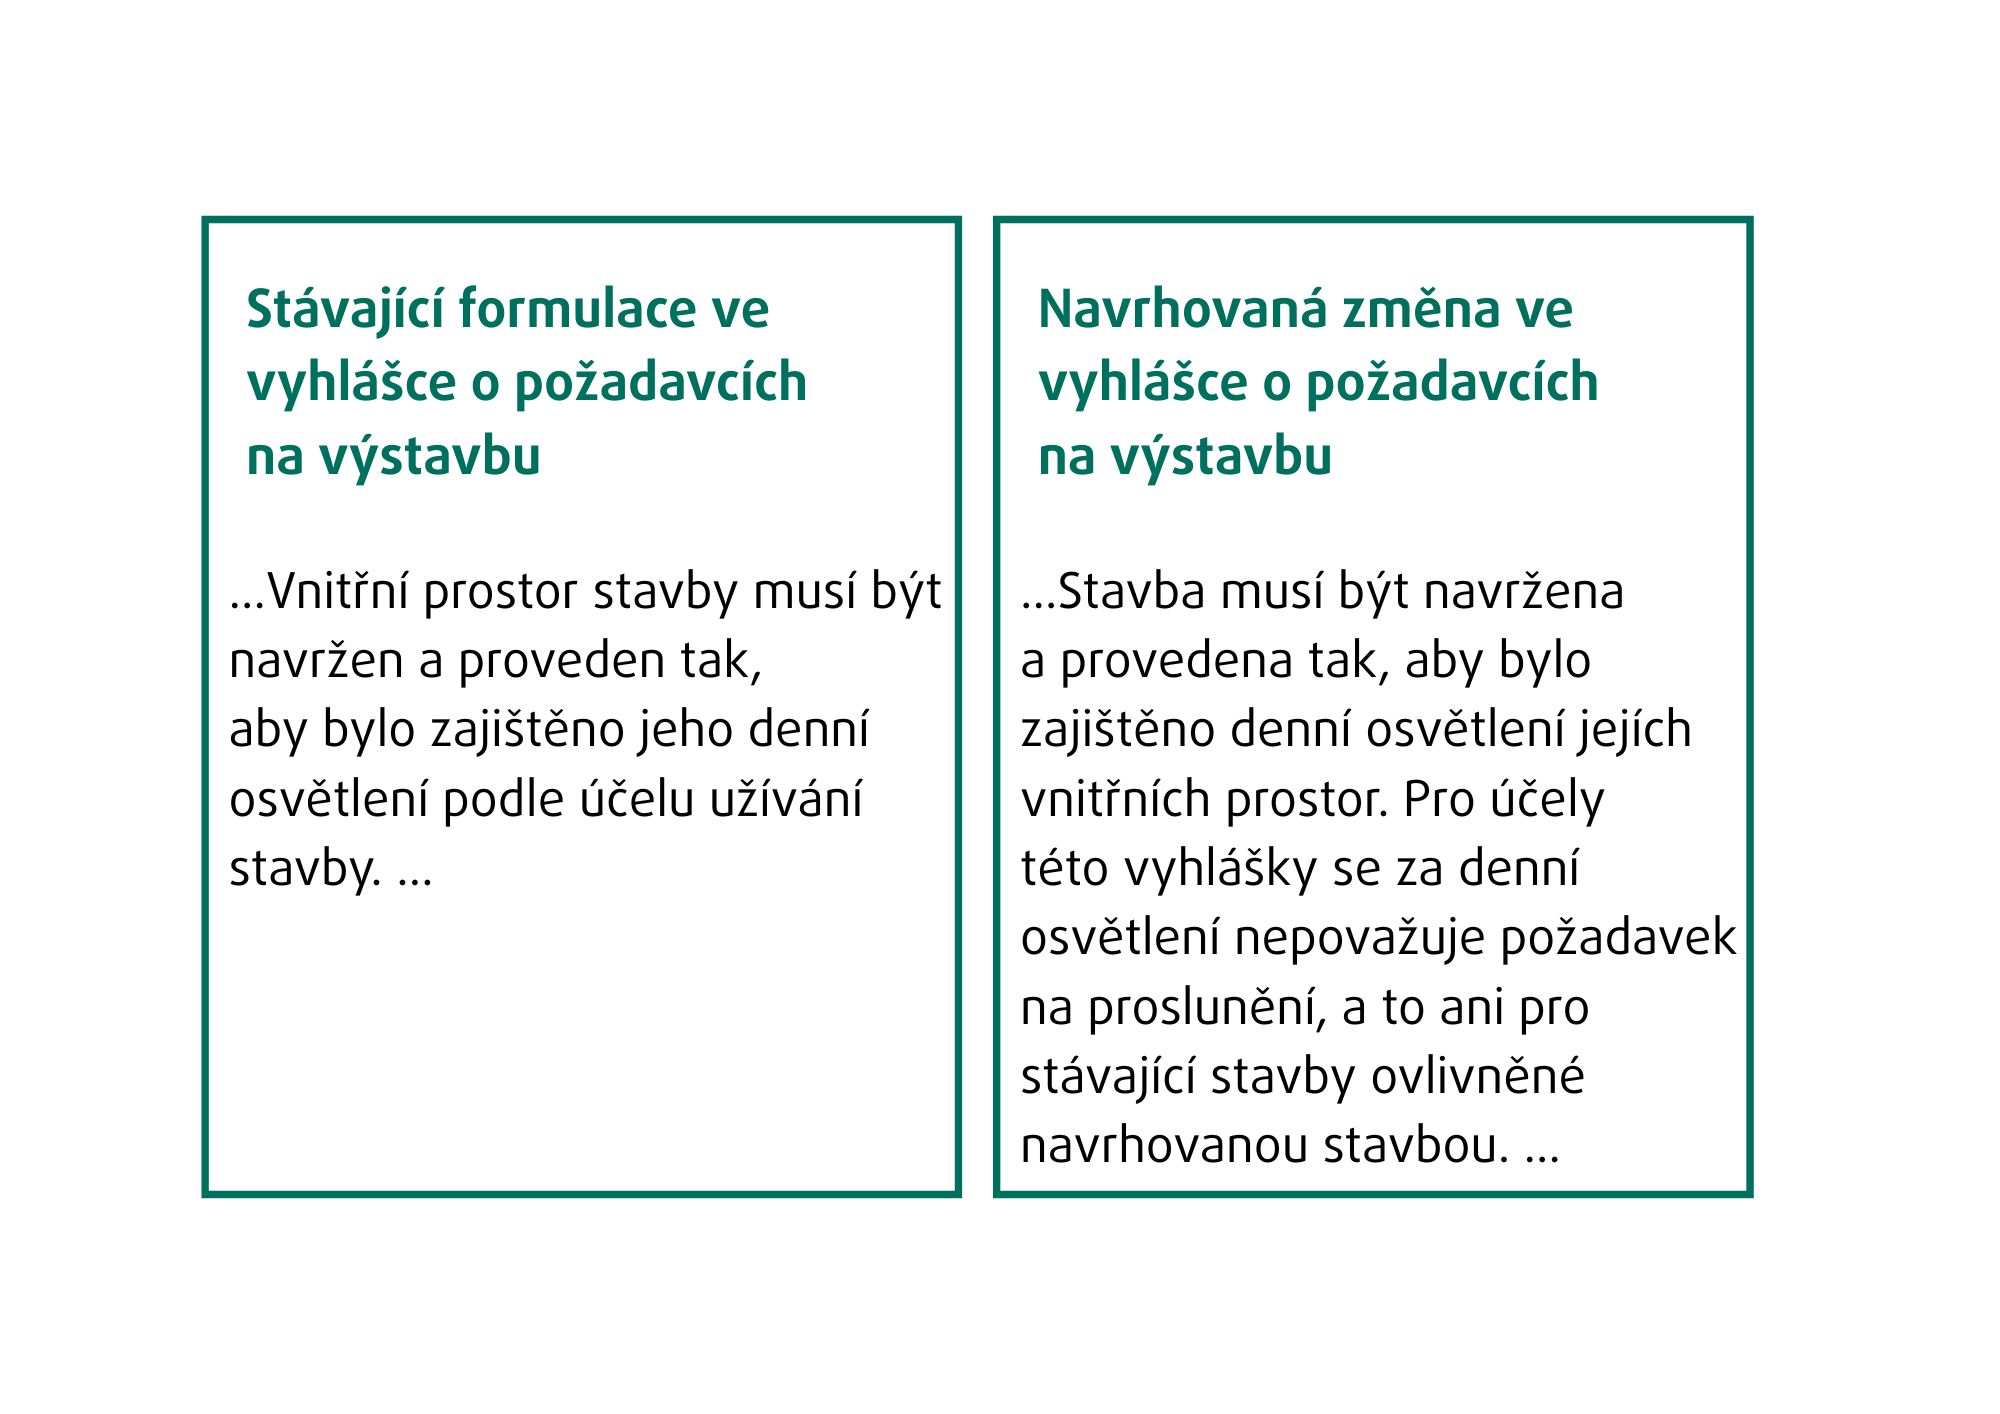 Stávající formulace ve
vyhlášce o požadavcích
na výstavbu
...Vnitřní prostor stavby musí být
navržen a proveden tak,
aby bylo zajištěno jeho denní
osvětlení podle účelu užívání
stavby. ...
Navrhovaná změna ve
vyhlášce o požadavcích
na výstavbu
...Stavba musí být navržena
a provedena tak, aby bylo
zajištěno denní osvětlení jejích
vnitřních prostor. Pro účely
této vyhlášky se za denní
osvětlení nepovažuje požadavek
na proslunění, a to ani pro
stávající stavby ovlivněné
navrhovanou stavbou. ...